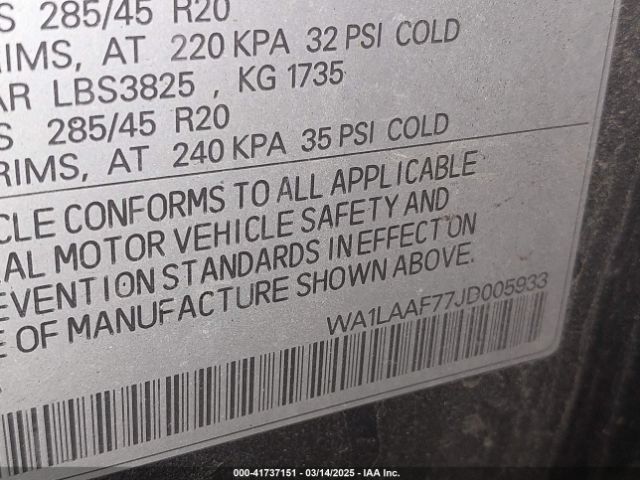 285/45 R20
RIMS, AT 220 KPA 32 PSI COLD
LBS3825 , KG 1735
285/45 R20
RIMS, AT 240 KPA 35 PSI COLD
CLE CONFORMS TO ALL APPLICABLE
AL MOTOR VEHICLE SAFETY AND
EVENTION STANDARDS IN EFFECT ON
OF MANUFACTURE SHOWN ABOVE.
WA1LAAF77JD005933
000-41737151 - 03/14/2025 - IAA Inc.